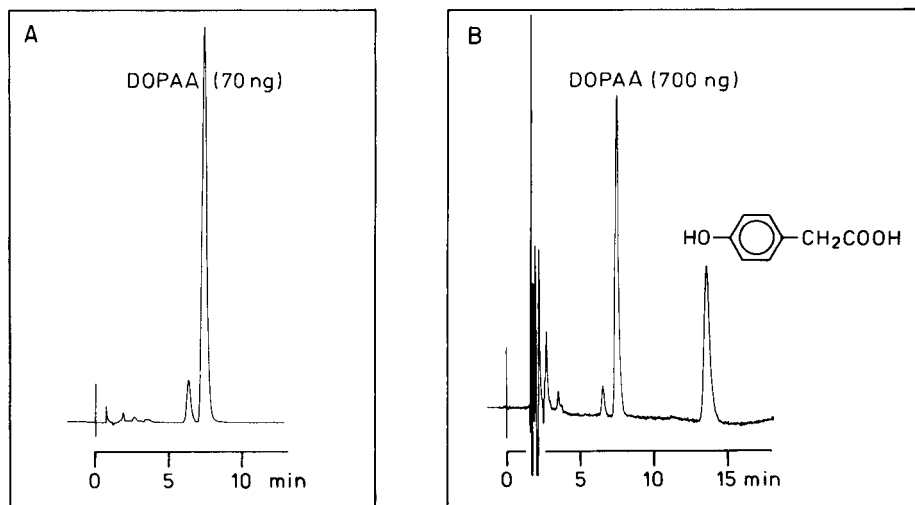 A
DOPAA (70 ng)
0 5 10 min
B
DOPAA (700 ng)
HO CH₂COOH
0 5 10 15 min